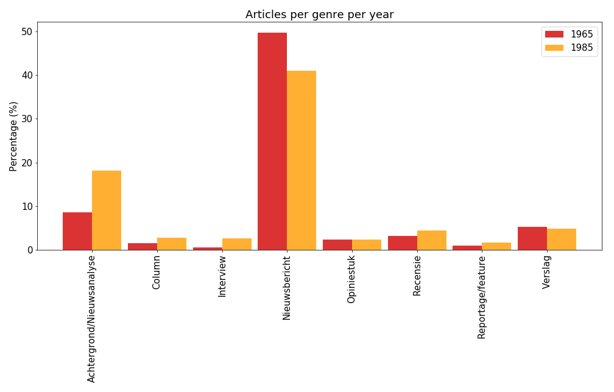 Articles per genre per year
1965
1985
Percentage (%)
50
40
30
20
10
0
Achtergrond/Nieuwsanalyse
Column
Interview
Nieuwsbericht
Opiniestuk
Recensie
Reportage/feature
Verslag